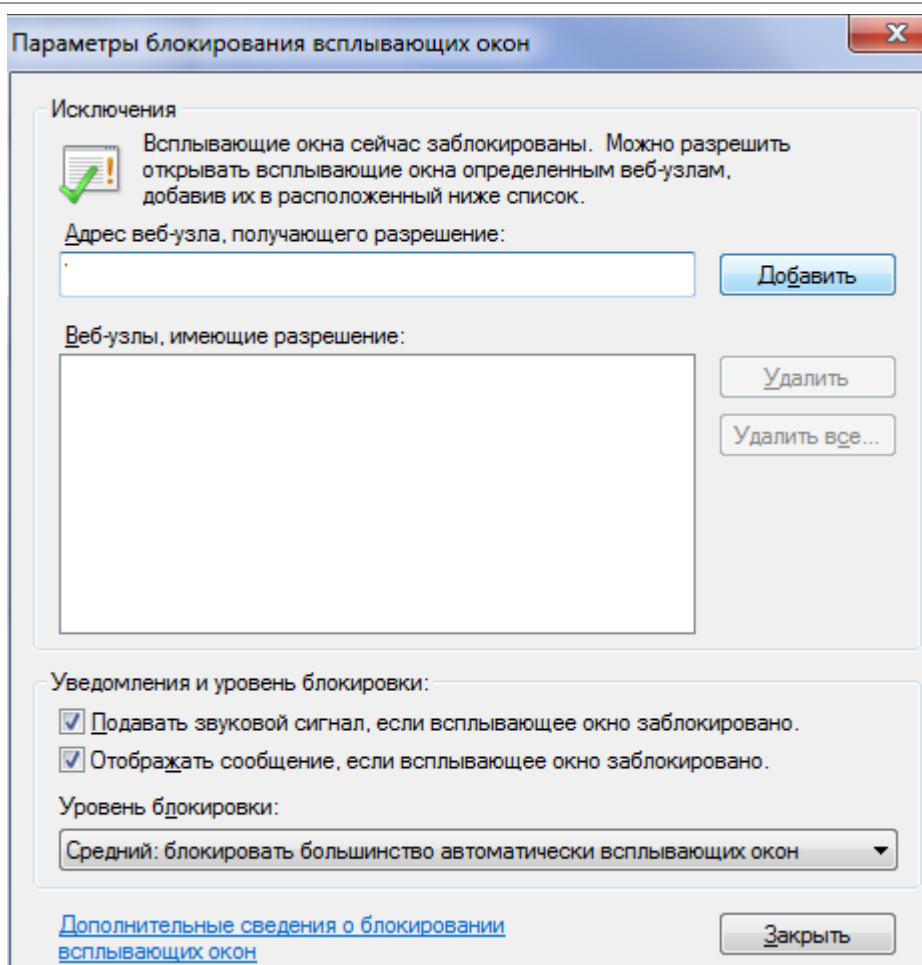 Параметры блокирования всплывающих окон
Исключения
Всплывающие окна сейчас заблокированы. Можно разрешить
открывать всплывающие окна определенным веб-узлам,
добавив их в расположенный ниже список.
Адрес веб-узла, получающего разрешение:
Добавить
Веб-узлы, имеющие разрешение:
Удалить
Удалить все...
Уведомления и уровень блокировки:
Подавать звуковой сигнал, если всплывающее окно заблокировано.
Отображать сообщение, если всплывающее окно заблокировано.
Уровень блокировки:
Средний: блокировать большинство автоматически всплывающих окон
Дополнительные сведения о блокировании
всплывающих окон
Закрыть